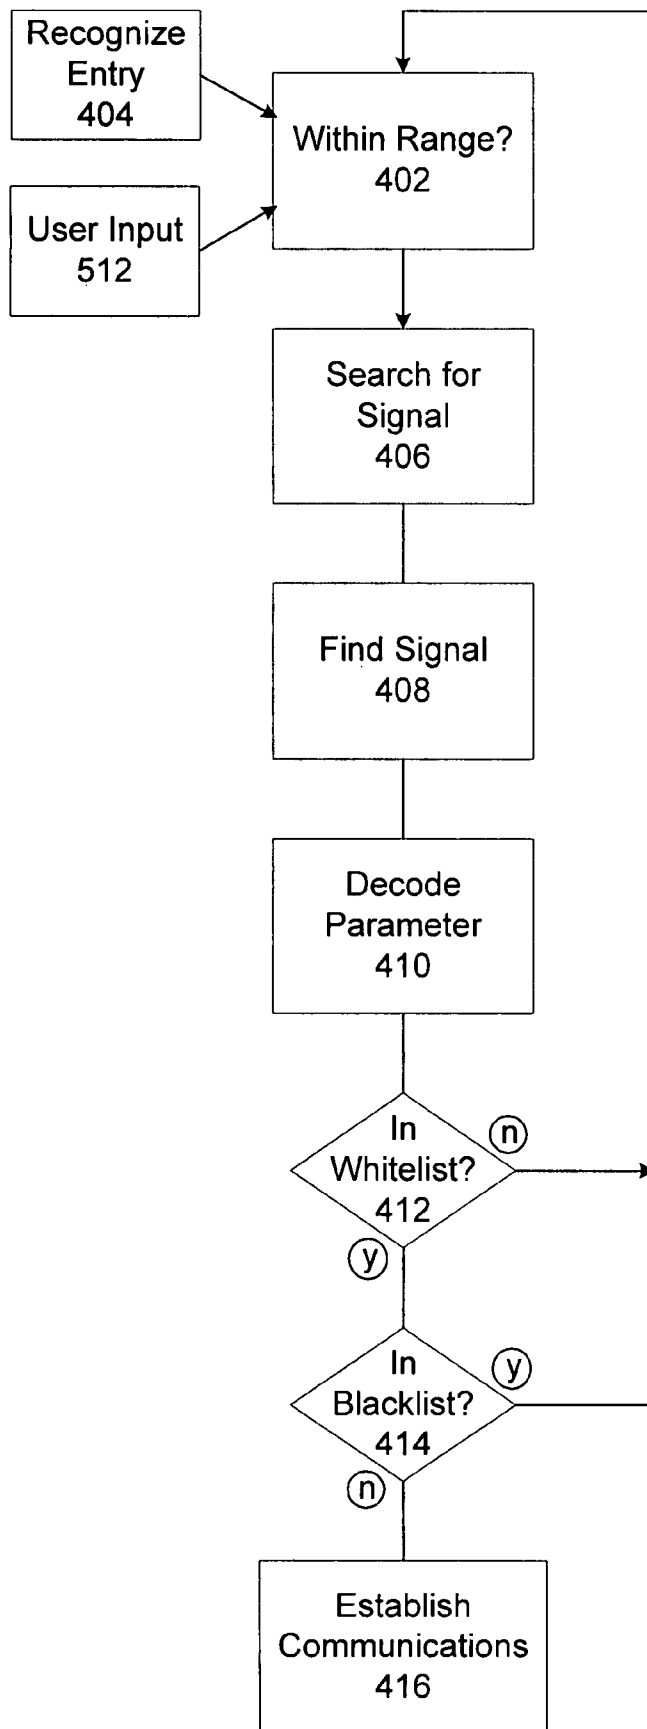 Recognize
Entry
404
Within Range?
402
User Input
512
Search for
Signal
406
Find Signal
408
Decode
Parameter
410
In
Whitelist?
412
n
y
In
Blacklist?
414
y
n
Establish
Communications
416